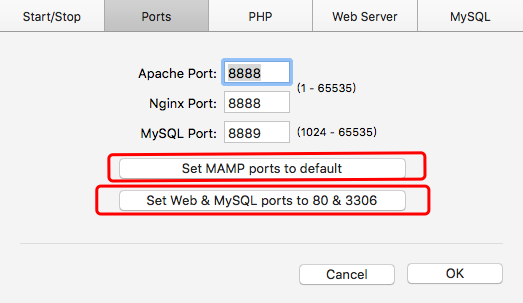 Start/Stop Ports PHP Web Server MySQL
Apache Port: 8888
(1 - 65535)
Nginx Port: 8888
MySQL Port: 8889 (1024 - 65535)
Set MAMP ports to default
Set Web & MySQL ports to 80 & 3306
Cancel OK